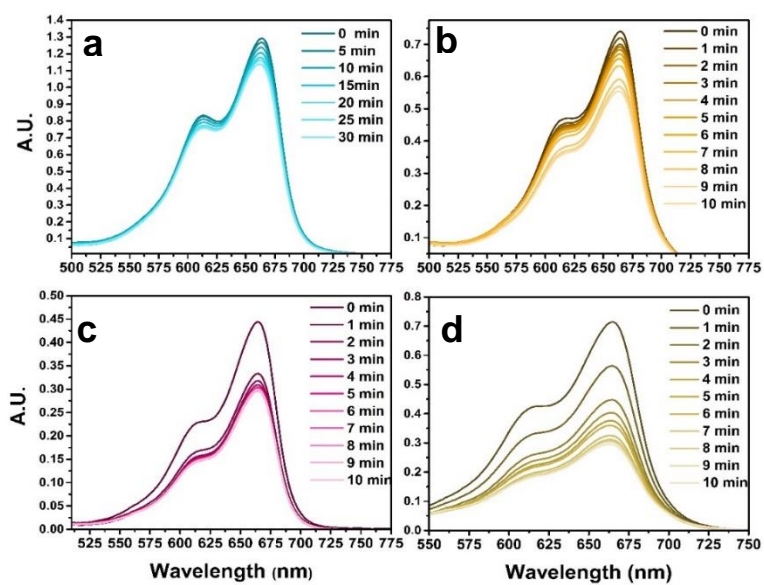 a
A.U.
1.4
1.3
1.2
1.1
1.0
0.9
0.8
0.7
0.6
0.5
0.4
0.3
0.2
0.1
500 525 550 575 600 625 650 675 700 725 750 775
0 min
5 min
10 min
15min
20 min
25 min
30 min
b
0.7
0.6
0.5
0.4
0.3
0.2
0.1
500 525 550 575 600 625 650 675 700 725 750 775
0 min
1 min
2 min
3 min
4 min
5 min
6 min
7 min
8 min
9 min
10 min
c
A.U.
0.50
0.45
0.40
0.35
0.30
0.25
0.20
0.15
0.10
0.05
0.00
525 550 575 600 625 650 675 700 725 750 775
Wavelength (nm)
0 min
1 min
2 min
3 min
4 min
5 min
6 min
7 min
8 min
9 min
10 min
d
0.8
0.7
0.6
0.5
0.4
0.3
0.2
0.1
0.0
550 575 600 625 650 675 700 725 750
Wavelength (nm)
0 min
1 min
2 min
3 min
4 min
5 min
6 min
7 min
8 min
9 min
10 min